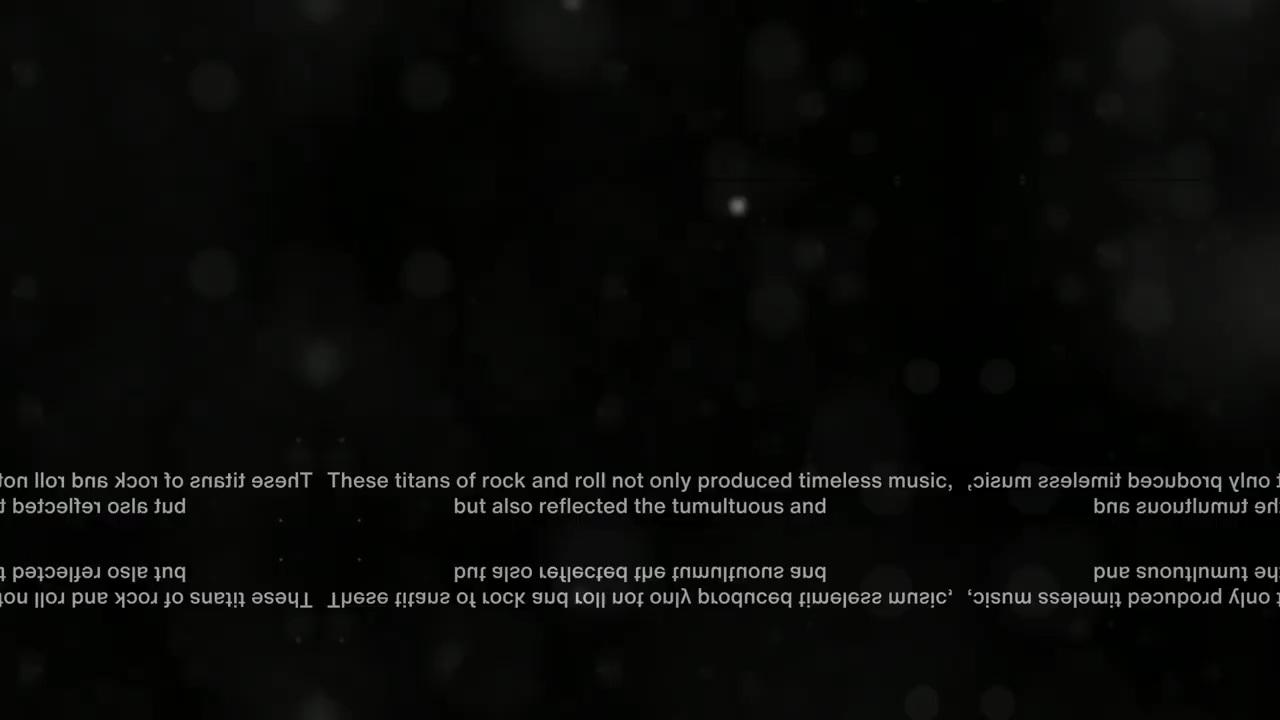 These titans of rock and roll not only produced timeless music,
but also reflected the tumultuous and